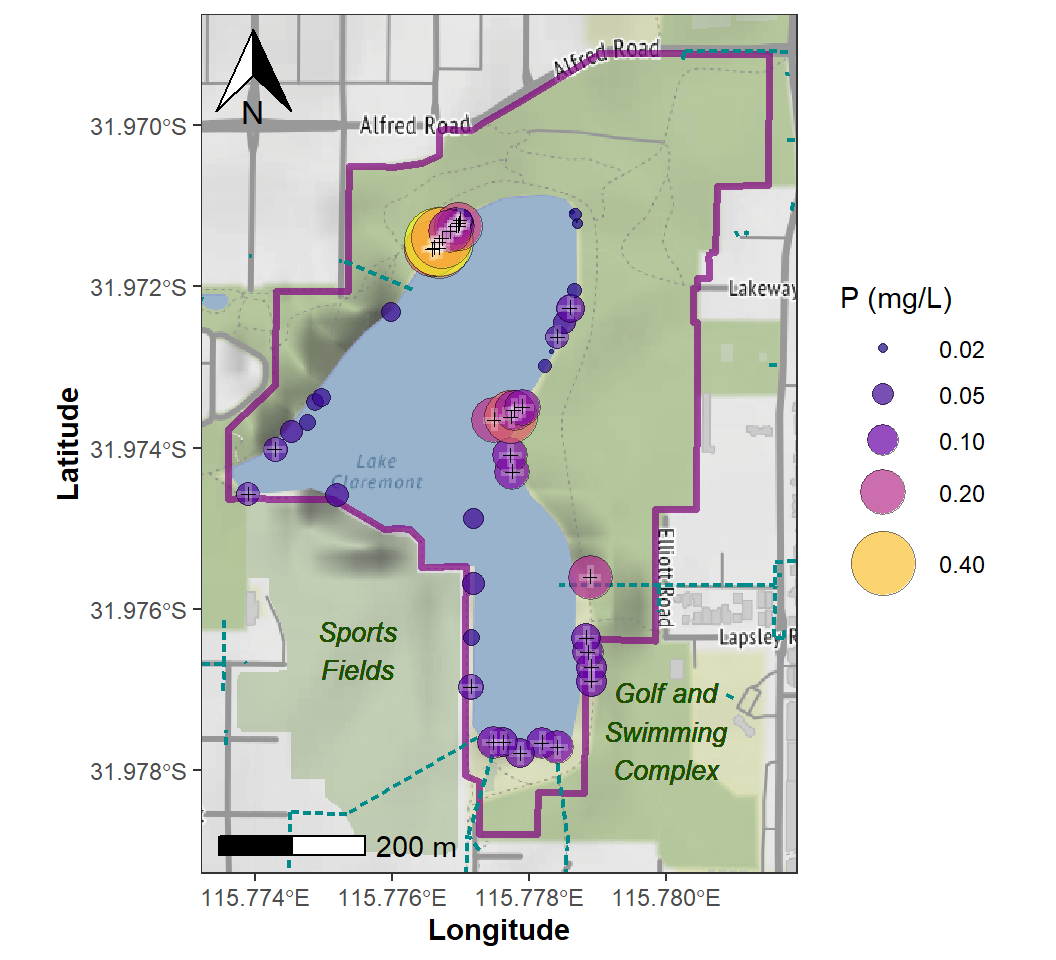 Alfred Road
N
Alfred Road
31.970°S
31.972°S
31.974°S
31.976°S
31.978°S
Latitude
Lakeway
Lake
Claremont
Elliott Road
Lapsley R
Sports
Fields
Golf and
Swimming
Complex
200 m
115.774°E
115.776°E
115.778°E
115.780°E
Longitude
P (mg/L)
0.02
0.05
0.10
0.20
0.40